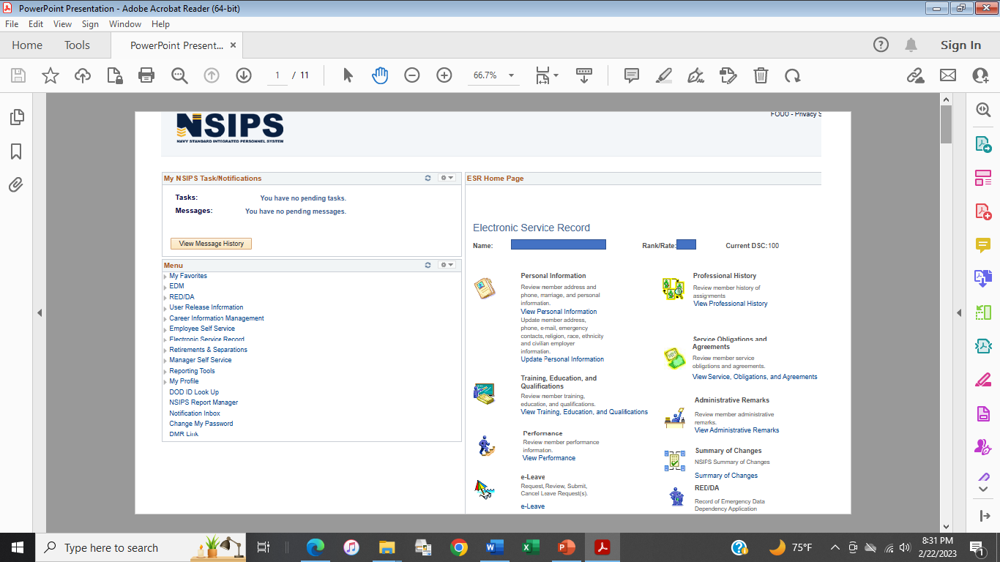 PowerPoint Presentation - Adobe Acrobat Reader (64-bit)
File Edit View Sign Window Help
Home Tools PowerPoint Present... Sign In
1 / 11 66.7%
NSIPS
NAVY STANDARD INTEGRATED PERSONNEL SYSTEM
FOUO - Privacy S
My NSIPS Task/Notifications
Tasks: You have no pending tasks.
Messages: You have no pending messages.
View Message History
Menu
My Favorites
EDM
RED/DA
User Release Information
Career Information Management
Employee Self Service
Electronic Service Record
Retirements & Separations
Manager Self Service
Reporting Tools
My Profile
DOD ID Look Up
NSIPS Report Manager
Notification Inbox
Change My Password
DMR Link
ESR Home Page
Electronic Service Record
Name: Rank/Rate: Current DSC: 100
Personal Information
Review member address and
phone, marriage, and personal
information.
View Personal Information
Update member address,
phone, e-mail, emergency
contacts, religion, race, ethnicity
and civilian employer
information.
Update Personal Information
Training, Education, and
Qualifications
Review member training,
education, and qualifications.
View Training, Education, and Qualifications
Performance
Review member performance
information.
View Performance
e-Leave
Request, Review, Submit,
Cancel Leave Request(s).
e-Leave
Professional History
Review member history of
assignments
View Professional History
Service Obligations and
Agreements
Review member service
obligations and agreements.
View Service, Obligations, and Agreements
Administrative Remarks
Review member administrative
remarks.
View Administrative Remarks
Summary of Changes
NSIPS Summary of Changes
Summary of Changes
RED/DA
Record of Emergency Data
Dependency Application
Type here to search
75°F
8:31 PM
2/22/2023
1